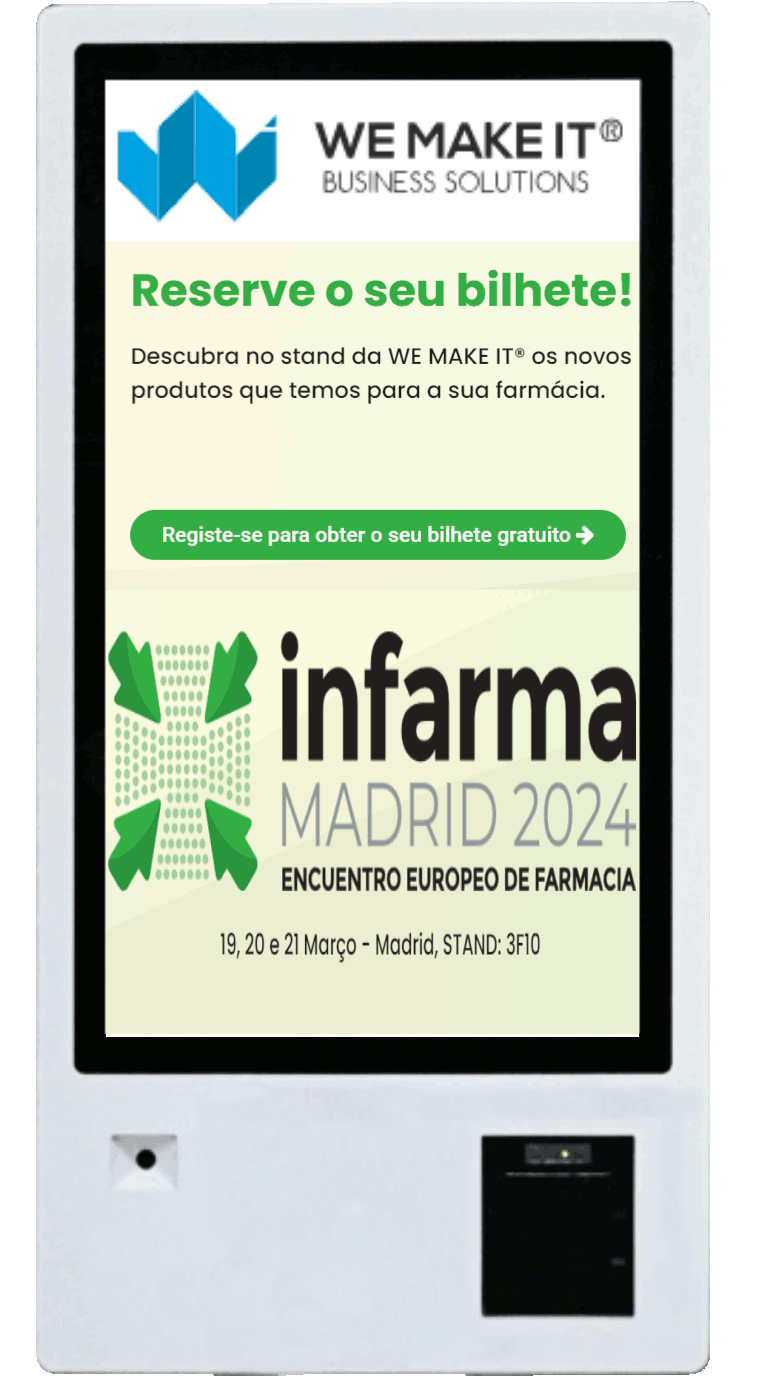 WE MAKE IT®
BUSINESS SOLUTIONS
Reserve o seu bilhete!
Descubra no stand da WE MAKE IT® os novos
produtos que temos para a sua farmácia.
Registe-se para obter o seu bilhete gratuito
infarma
MADRID 2024
ENCUENTRO EUROPEO DE FARMACIA
19, 20 e 21 Março - Madrid, STAND: 3F10